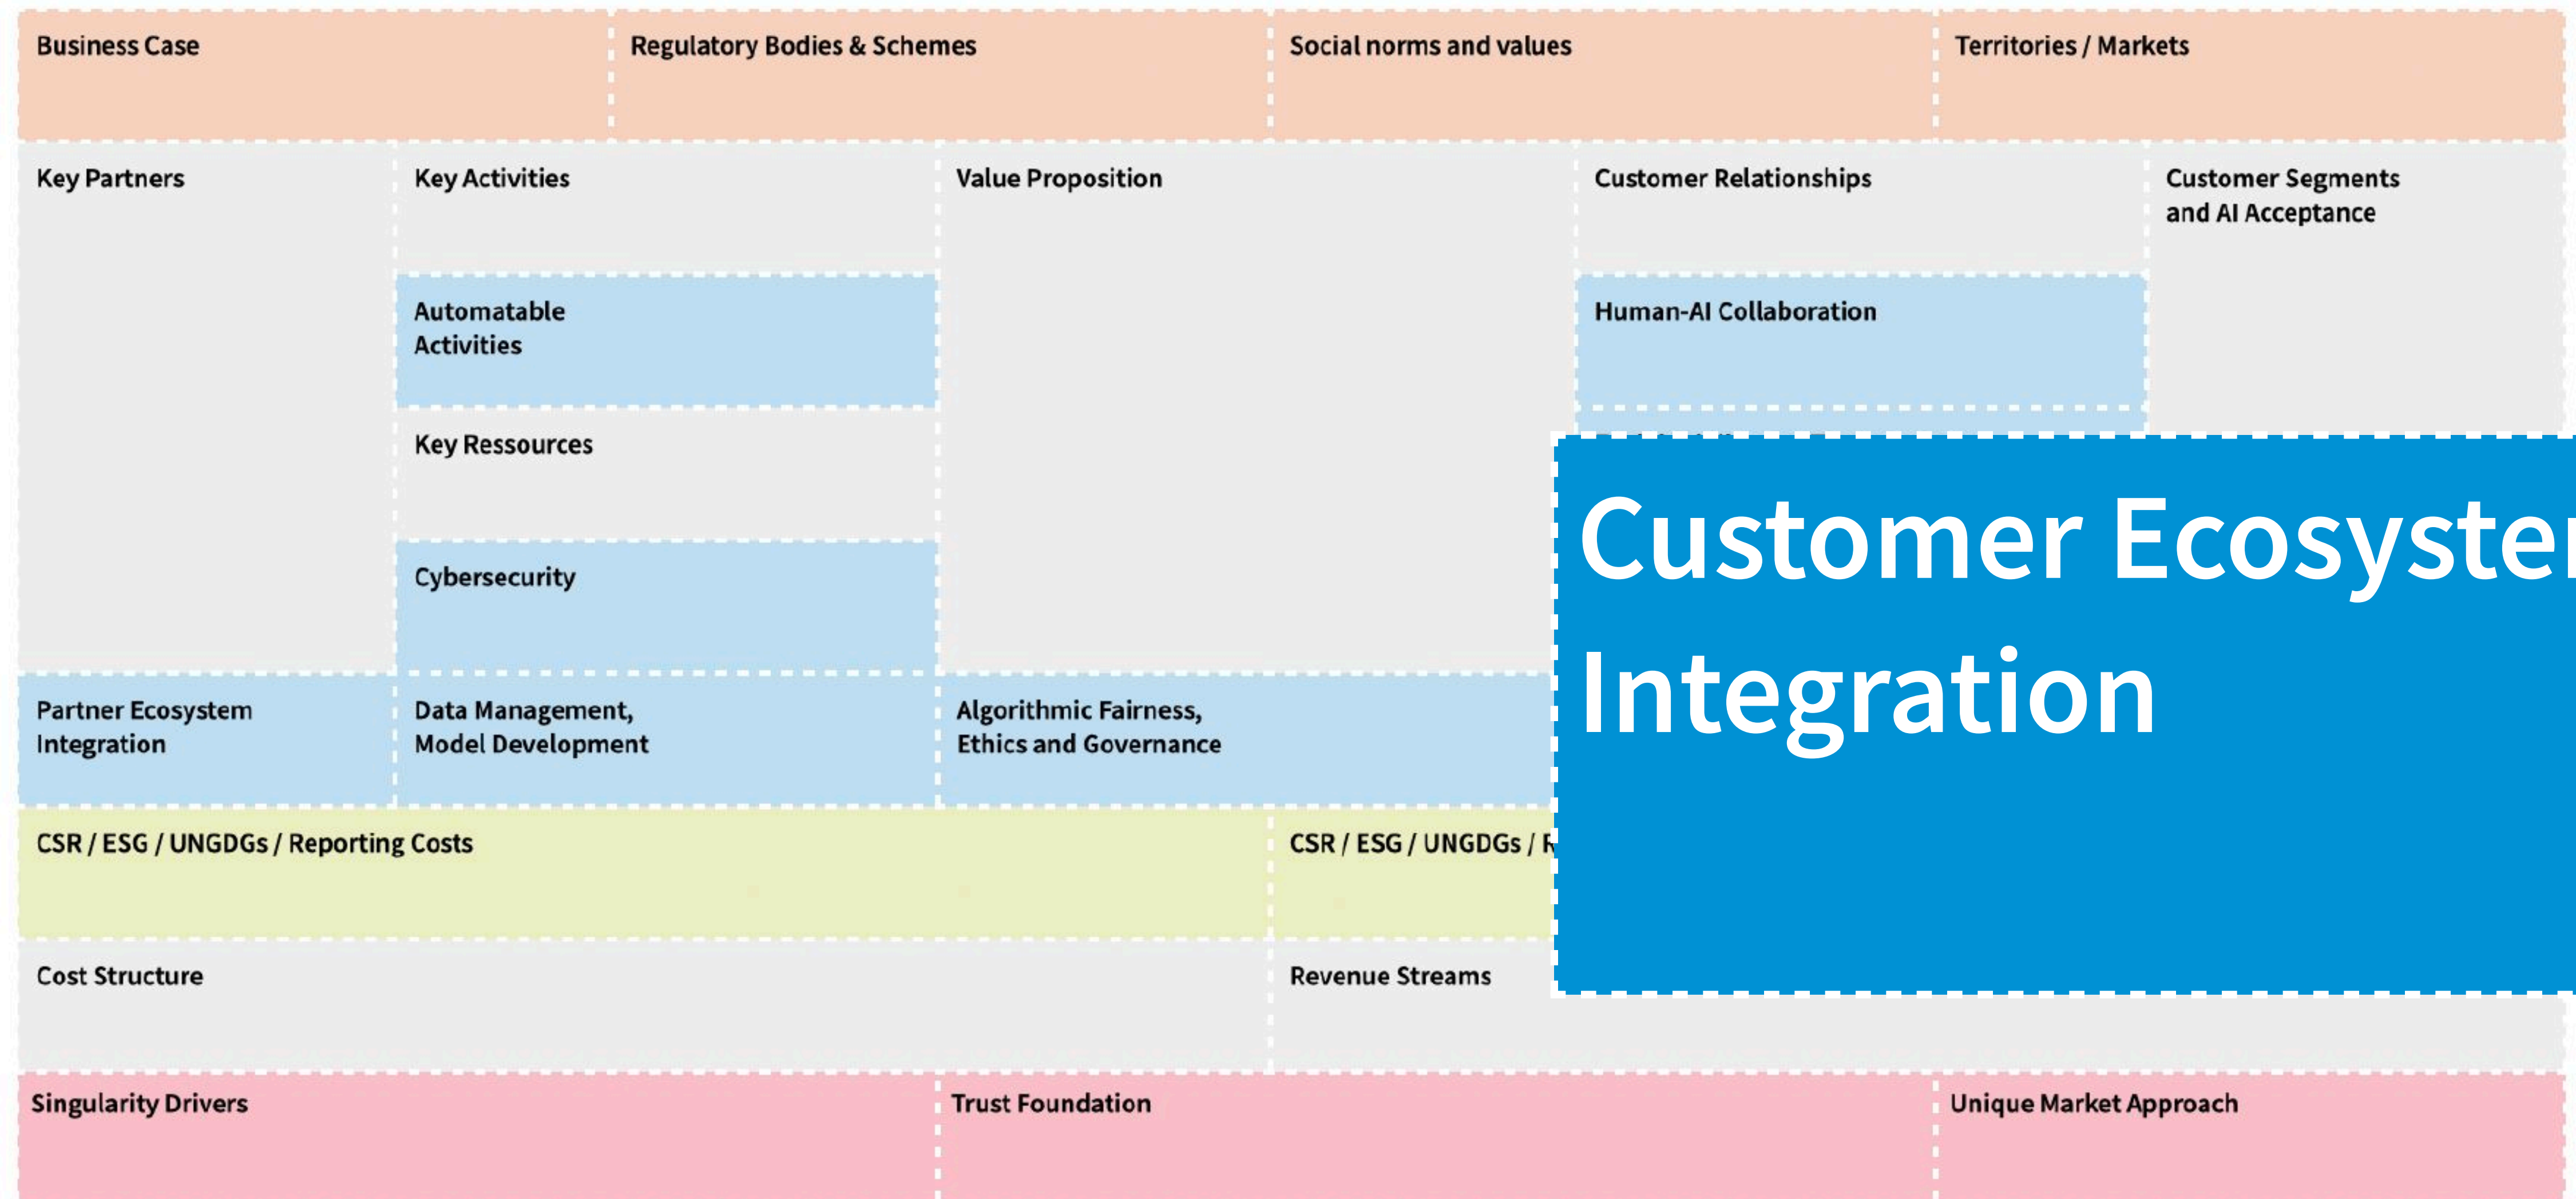 Business Case
Regulatory Bodies & Schemes
Social norms and values
Territories / Markets
Key Partners
Key Activities
Value Proposition
Customer Relationships
Customer Segments
and AI Acceptance
Automatable
Activities
Human-AI Collaboration
Key Ressources
Cybersecurity
Customer Ecosyste
Integration
Partner Ecosystem
Integration
Data Management,
Model Development
Algorithmic Fairness,
Ethics and Governance
CSR / ESG / UNGDGs / Reporting Costs
CSR / ESG / UNGDGs /
Cost Structure
Revenue Streams
Singularity Drivers
Trust Foundation
Unique Market Approach